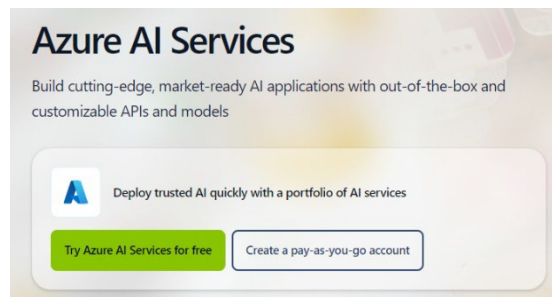 Azure AI Services
Build cutting-edge, market-ready AI applications with out-of-the-box and
customizable APIs and models
Deploy trusted AI quickly with a portfolio of AI services
Try Azure AI Services for free
Create a pay-as-you-go account